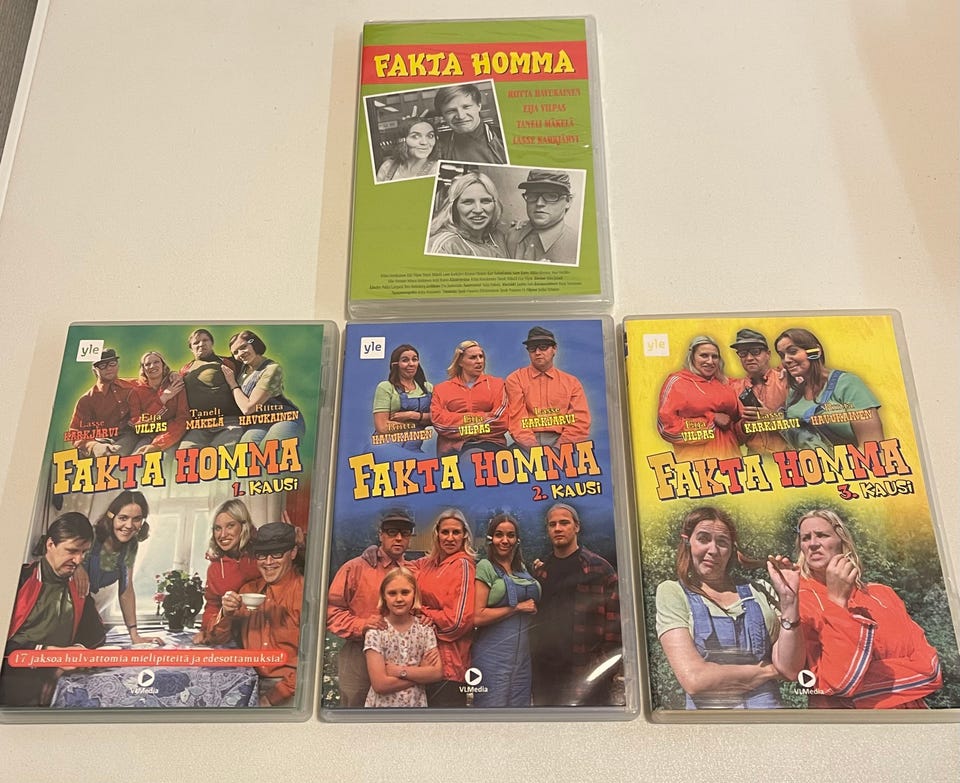 FAKTA HOMMA
RIITTA HAVUKAINEN
EIJA VILPAS
TANELI MÄKELÄ
LASSE KARKJÄRVI
yle
Lasse
KARKJÄRVI
Eija
VILPAS
Taneli
MÄKELÄ
Riitta
HAVUKAINEN
FAKTA HOMMA
1. KAUSI
17 jaksoa hulvattomia mielipiteitä ja edesottamuksia!
VLMedia
yle
Riitta
HAVUKAINEN
Eija
VILPAS
Lasse
KARKJÄRVI
FAKTA HOMMA
2. KAUSI
VLMedia
yle
Eija
VILPAS
Lasse
KARKJÄRVI
HAVUKAINEN
FAKTA HOMMA
3. KAUSI
VLMedia